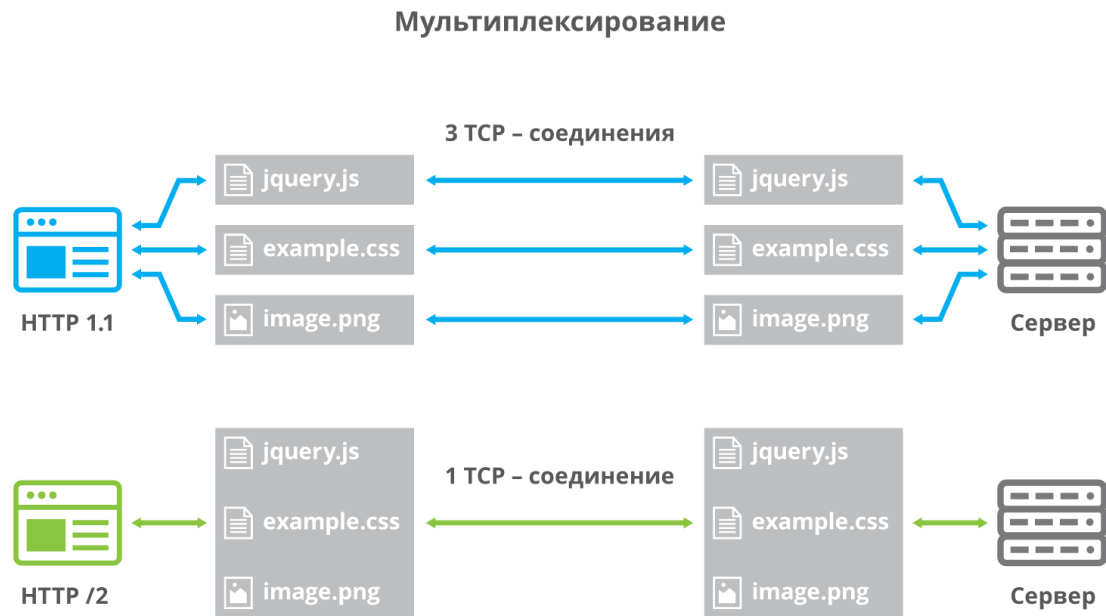 Мультиплексирование
3 TCP – соединения
jquery.js
jquery.js
example.css
example.css
image.png
image.png
HTTP 1.1
Сервер
jquery.js
jquery.js
1 TCP – соединение
example.css
example.css
image.png
image.png
HTTP /2
Сервер